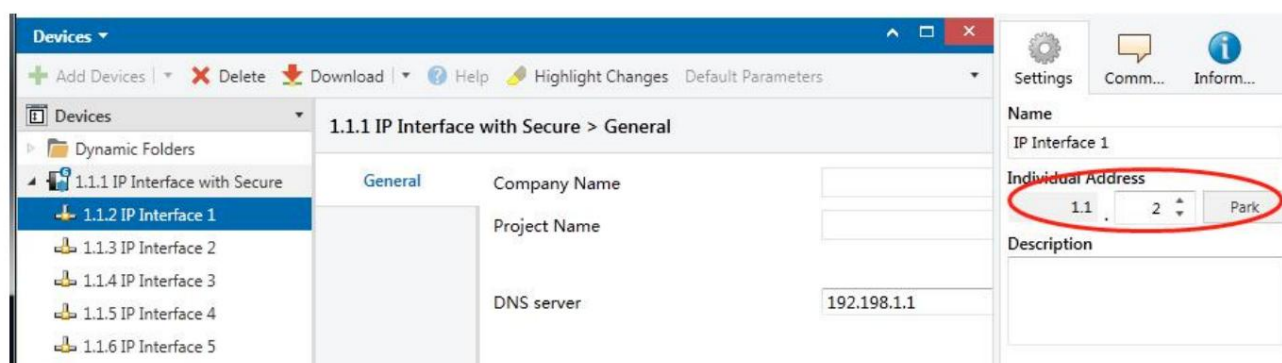 Devices
Add Devices Delete Download Help Highlight Changes Default Parameters
Devices
Dynamic Folders
1.1.1 IP Interface with Secure
1.1.2 IP Interface 1
1.1.3 IP Interface 2
1.1.4 IP Interface 3
1.1.5 IP Interface 4
1.1.6 IP Interface 5
1.1.1 IP Interface with Secure > General
General
Company Name
Project Name
DNS server 192.198.1.1
Settings Comm... Inform...
Name
IP Interface 1
Individual Address
1.1 . 2 Park
Description